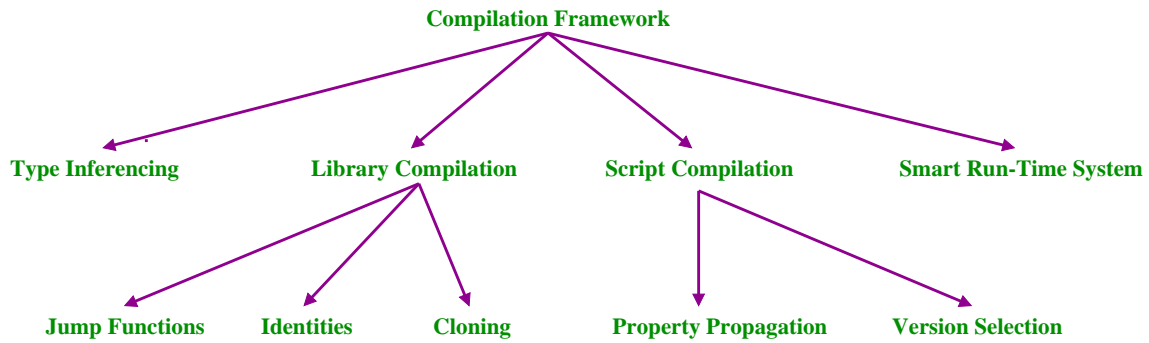 Compilation Framework
Type Inferencing
Library Compilation
Script Compilation
Smart Run-Time System
Jump Functions
Identities
Cloning
Property Propagation
Version Selection